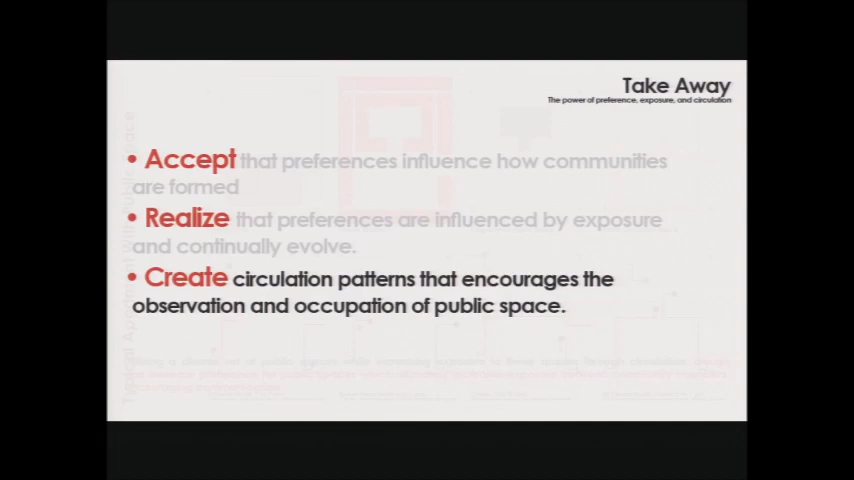 Take Away
The power of preference, exposure, and circulation
• Accept that preferences influence how communities
are formed
• Realize that preferences are influenced by exposure
and continually evolve.
• Create circulation patterns that encourages the
observation and occupation of public space.